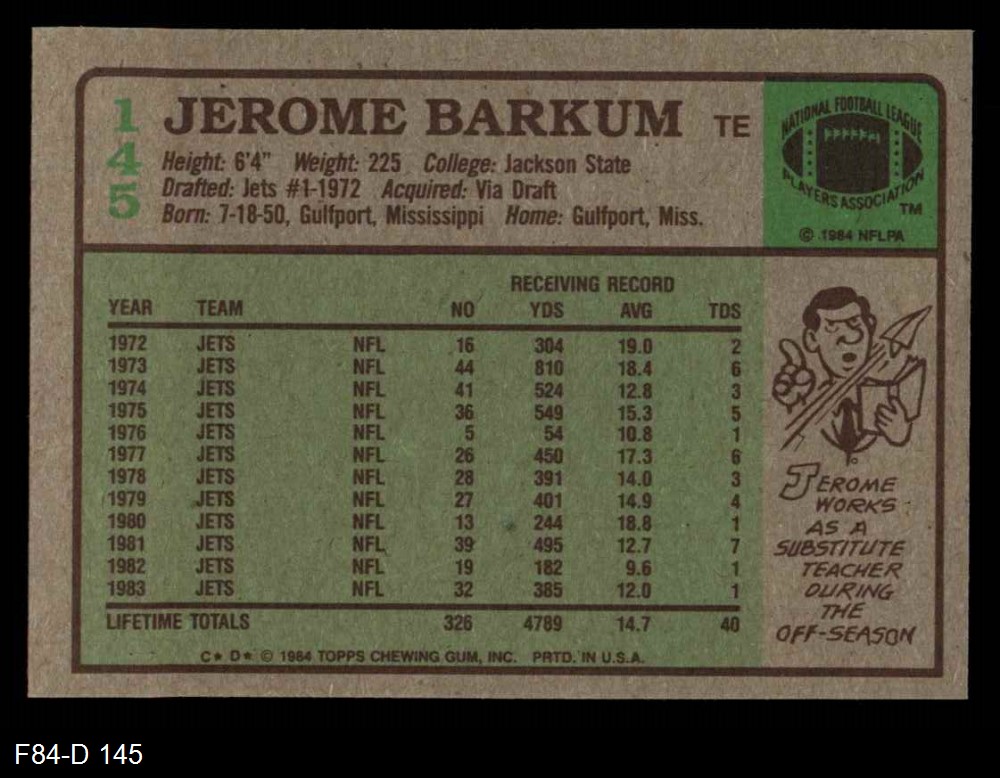 145
JEROME BARKUM TE
Height: 6'4" Weight: 225 College: Jackson State
Drafted: Jets #1-1972 Acquired: Via Draft
Born: 7-18-50, Gulfport, Mississippi Home: Gulfport, Miss.
NATIONAL FOOTBALL LEAGUE
PLAYERS ASSOCIATION
TM
© 1984 NFLPA
RECEIVING RECORD
YEAR TEAM NO YDS AVG TDS
1972 JETS NFL 16 304 19.0 2
1973 JETS NFL 44 810 18.4 6
1974 JETS NFL 41 524 12.8 3
1975 JETS NFL 36 549 15.3 5
1976 JETS NFL 5 54 10.8 1
1977 JETS NFL 26 450 17.3 6
1978 JETS NFL 28 391 14.0 3
1979 JETS NFL 27 401 14.9 4
1980 JETS NFL 13 244 18.8 1
1981 JETS NFL 39 495 12.7 7
1982 JETS NFL 19 182 9.6 1
1983 JETS NFL 32 385 12.0 1
LIFETIME TOTALS 326 4789 14.7 40
C★ D★ © 1984 TOPPS CHEWING GUM, INC. PRTD. IN U.S.A.
JEROME
WORKS
AS A
SUBSTITUTE
TEACHER
DURING
THE
OFF-SEASON
F84-D 145